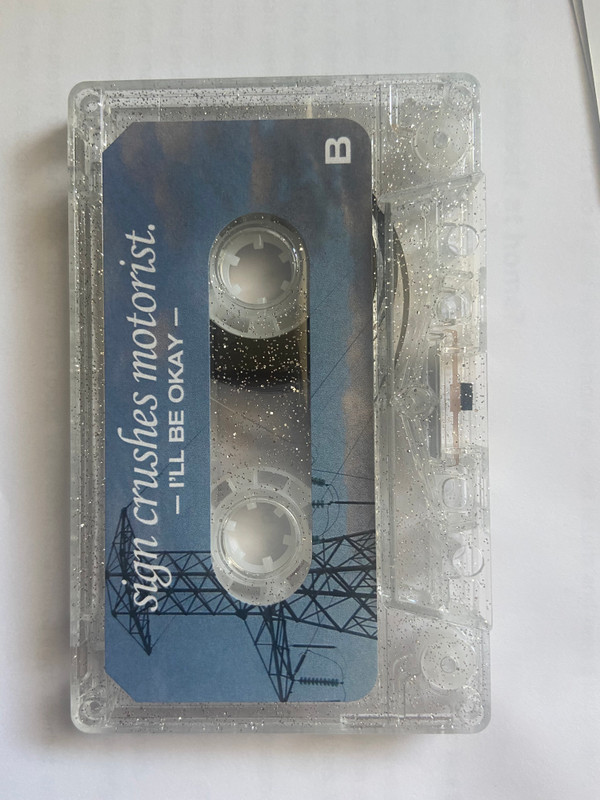 sign crushes motorist.
— I'LL BE OKAY —
B